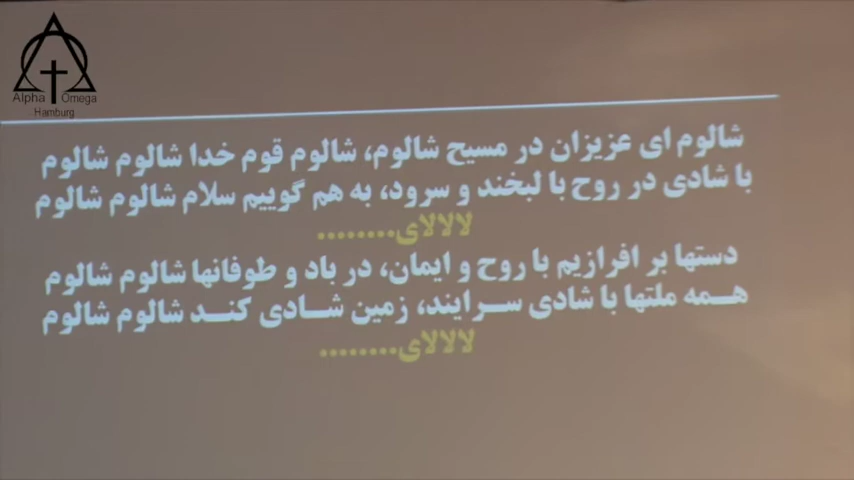 Alpha Omega
Hamburg
شالوم ای عزیزان در مسیح شالوم، شالوم قوم خدا شالوم شالوم
با شادی در روح با لبخند و سرود، به هم گوییم سلام شالوم شالوم
لالالای........
دستها بر افرازیم با روح و ایمان، در باد و طوفانها شالوم شالوم
همه ملتها با شادی سرایند، زمین شادی کند شالوم شالوم
لالالای........